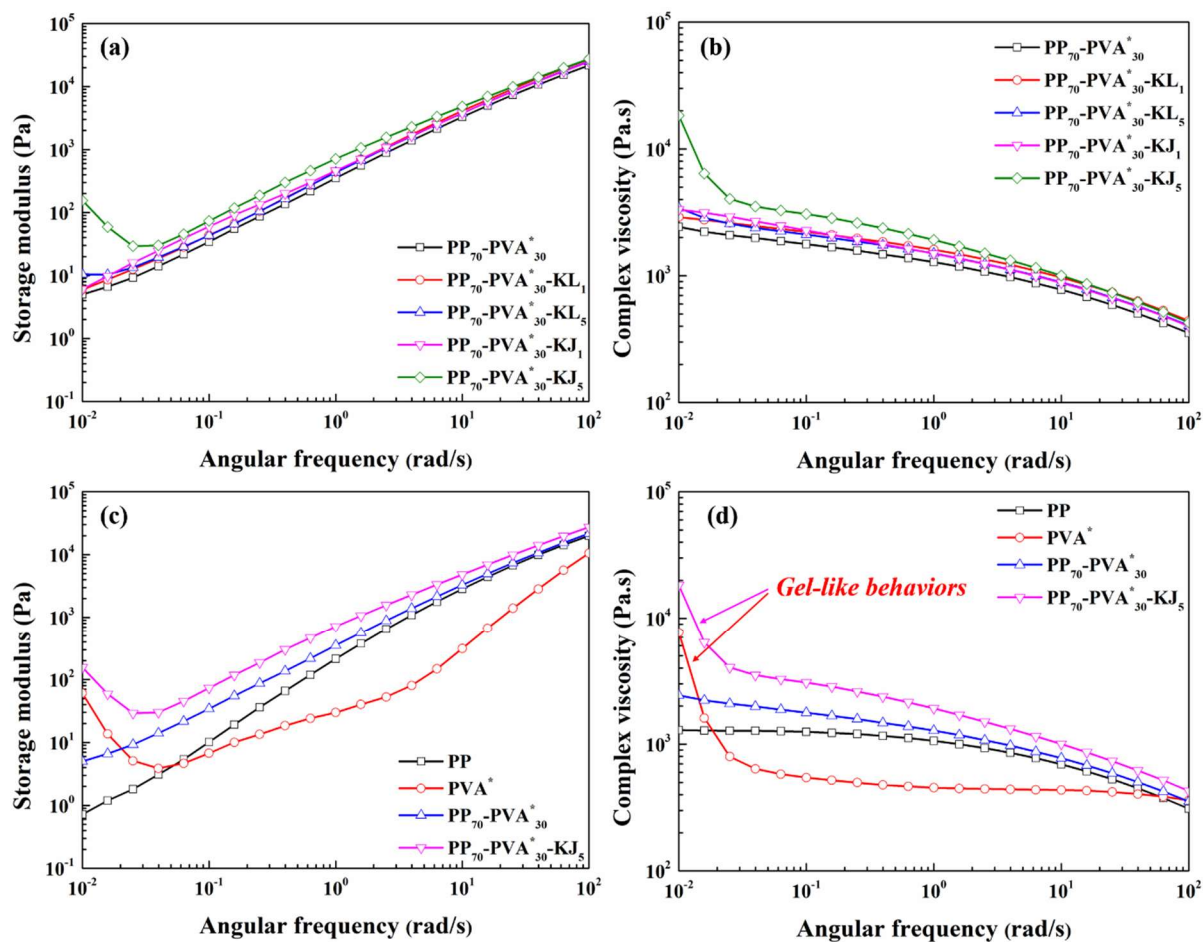 (a)
Storage modulus (Pa)
10^5
10^4
10^3
10^2
10^1
10^0
10^-1
PP70-PVA*30
PP70-PVA*30-KL1
PP70-PVA*30-KL5
PP70-PVA*30-KJ1
PP70-PVA*30-KJ5
10^-2 10^-1 10^0 10^1 10^2
Angular frequency (rad/s)
(b)
Complex viscosity (Pa.s)
10^5
10^4
10^3
10^2
PP70-PVA*30
PP70-PVA*30-KL1
PP70-PVA*30-KL5
PP70-PVA*30-KJ1
PP70-PVA*30-KJ5
10^-2 10^-1 10^0 10^1 10^2
Angular frequency (rad/s)
(c)
Storage modulus (Pa)
10^5
10^4
10^3
10^2
10^1
10^0
10^-1
PP
PVA*
PP70-PVA*30
PP70-PVA*30-KJ5
10^-2 10^-1 10^0 10^1 10^2
Angular frequency (rad/s)
(d)
Complex viscosity (Pa.s)
10^5
10^4
10^3
10^2
PP
PVA*
PP70-PVA*30
PP70-PVA*30-KJ5
Gel-like behaviors
10^-2 10^-1 10^0 10^1 10^2
Angular frequency (rad/s)